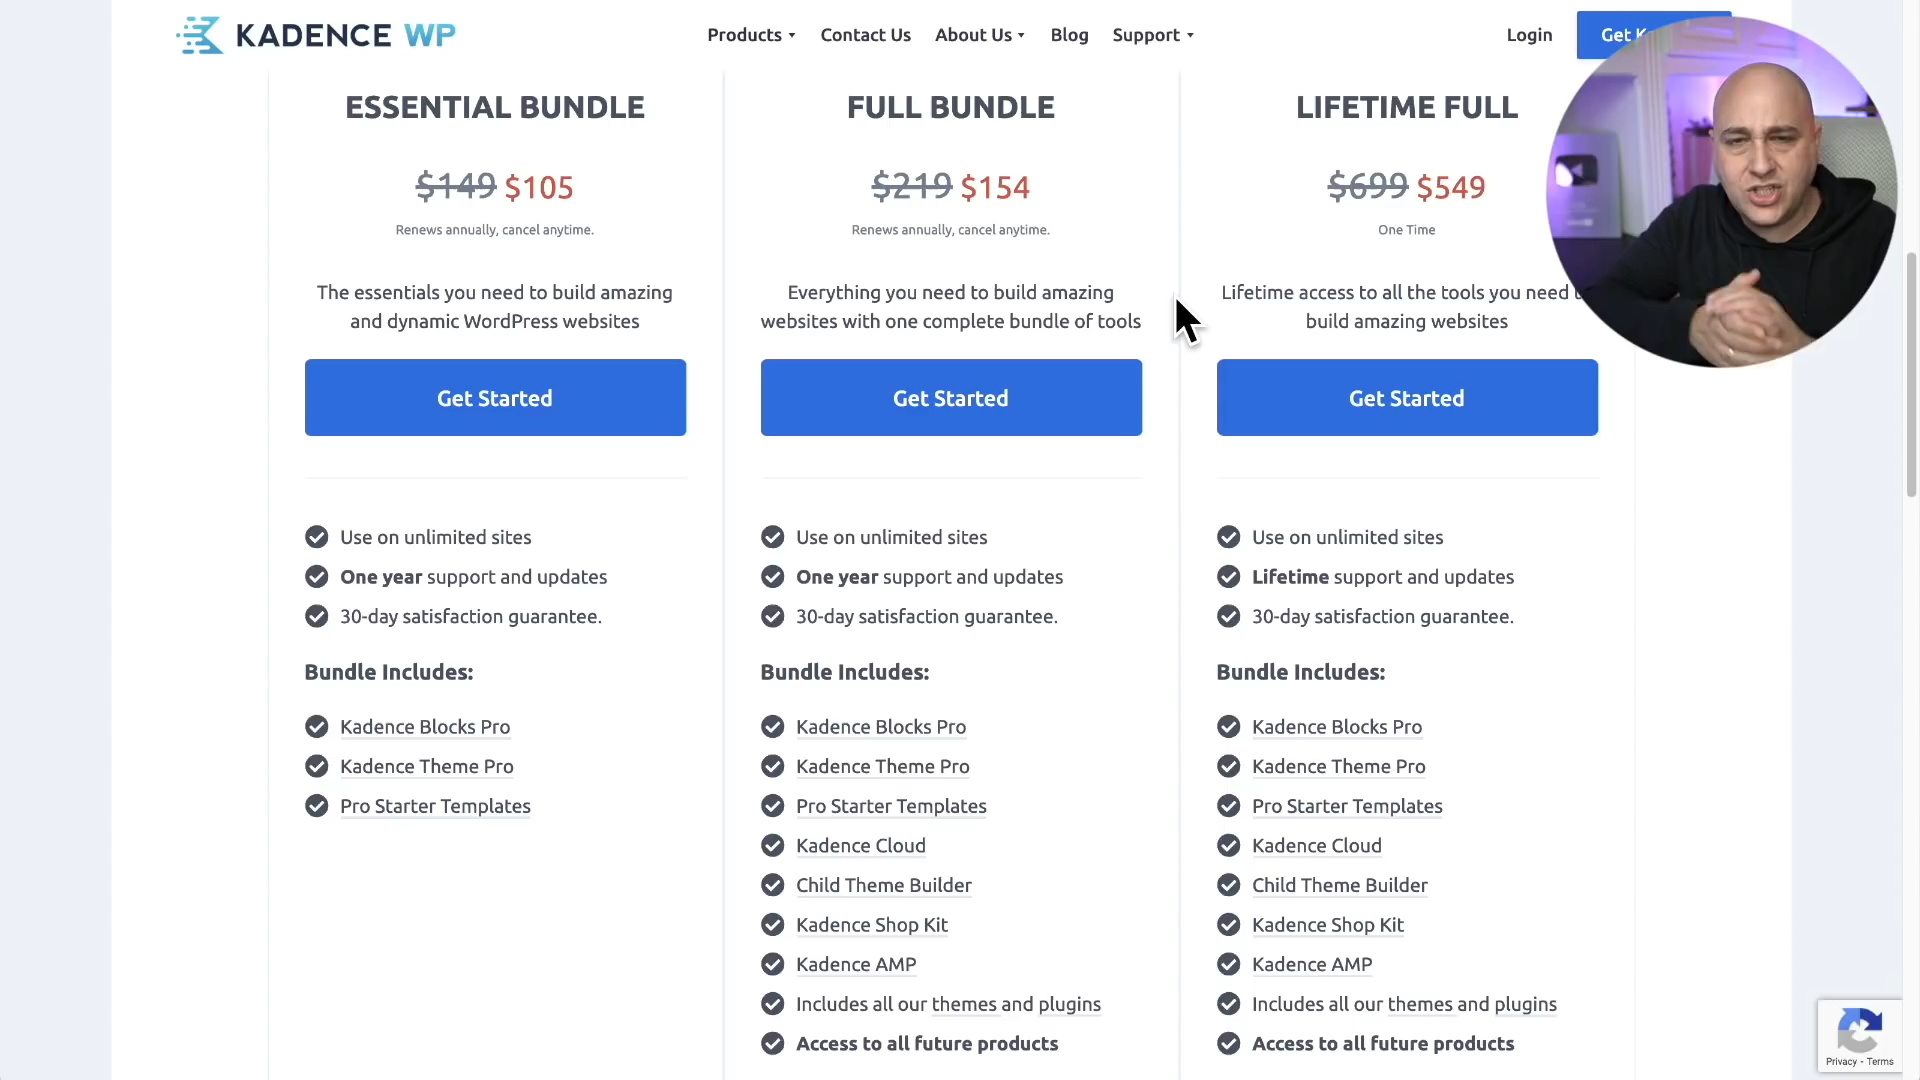 KADENCE WP
Products
Contact Us
About Us
Blog
Support
Login
Get
ESSENTIAL BUNDLE
$149 $105
Renews annually, cancel anytime.
The essentials you need to build amazing
and dynamic WordPress websites
Get Started
Use on unlimited sites
One year support and updates
30-day satisfaction guarantee.
Bundle Includes:
Kadence Blocks Pro
Kadence Theme Pro
Pro Starter Templates
FULL BUNDLE
$219 $154
Renews annually, cancel anytime.
Everything you need to build amazing
websites with one complete bundle of tools
Get Started
Use on unlimited sites
One year support and updates
30-day satisfaction guarantee.
Bundle Includes:
Kadence Blocks Pro
Kadence Theme Pro
Pro Starter Templates
Kadence Cloud
Child Theme Builder
Kadence Shop Kit
Kadence AMP
Includes all our themes and plugins
Access to all future products
LIFETIME FULL
$699 $549
One Time
Lifetime access to all the tools you need
build amazing websites
Get Started
Use on unlimited sites
Lifetime support and updates
30-day satisfaction guarantee.
Bundle Includes:
Kadence Blocks Pro
Kadence Theme Pro
Pro Starter Templates
Kadence Cloud
Child Theme Builder
Kadence Shop Kit
Kadence AMP
Includes all our themes and plugins
Access to all future products
Privacy - Terms